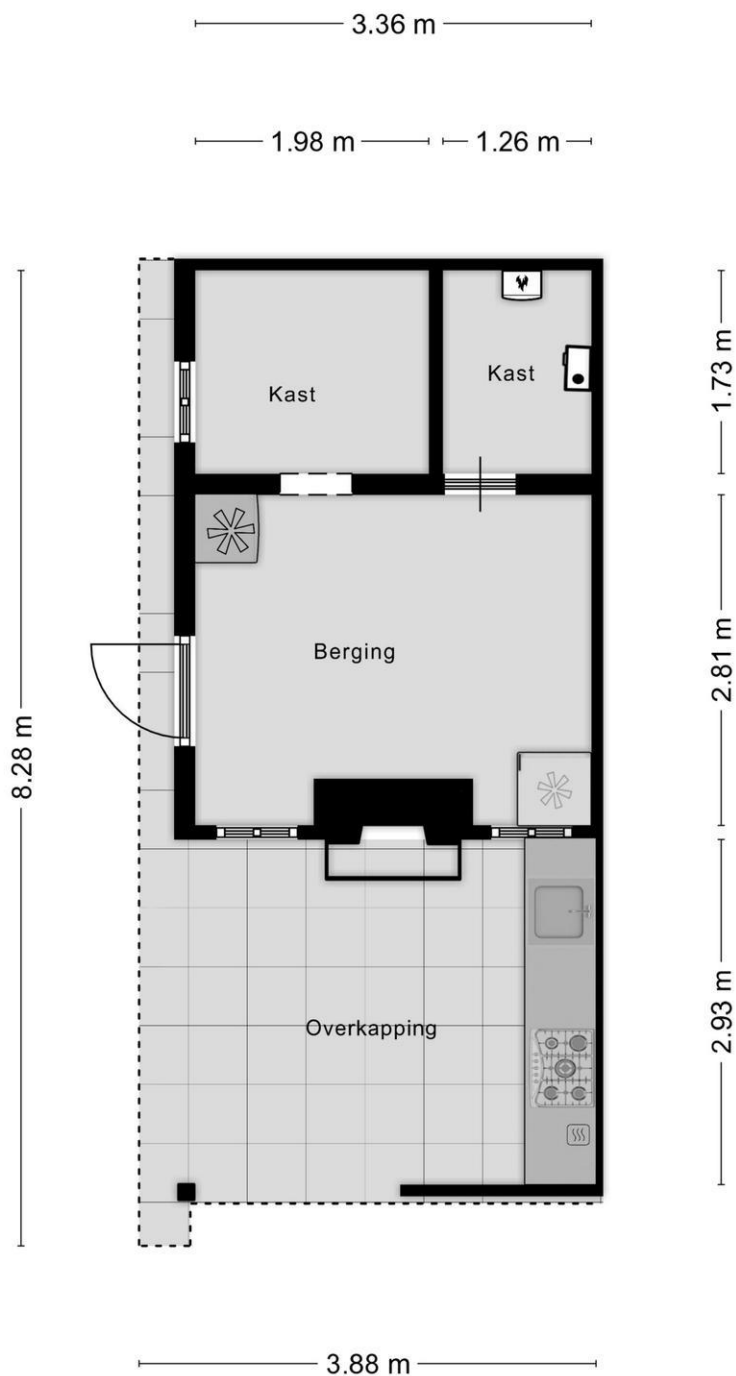 3.36 m
1.98 m
1.26 m
Kast
Kast
1.73 m
Berging
2.81 m
8.28 m
Overkapping
2.93 m
3.88 m